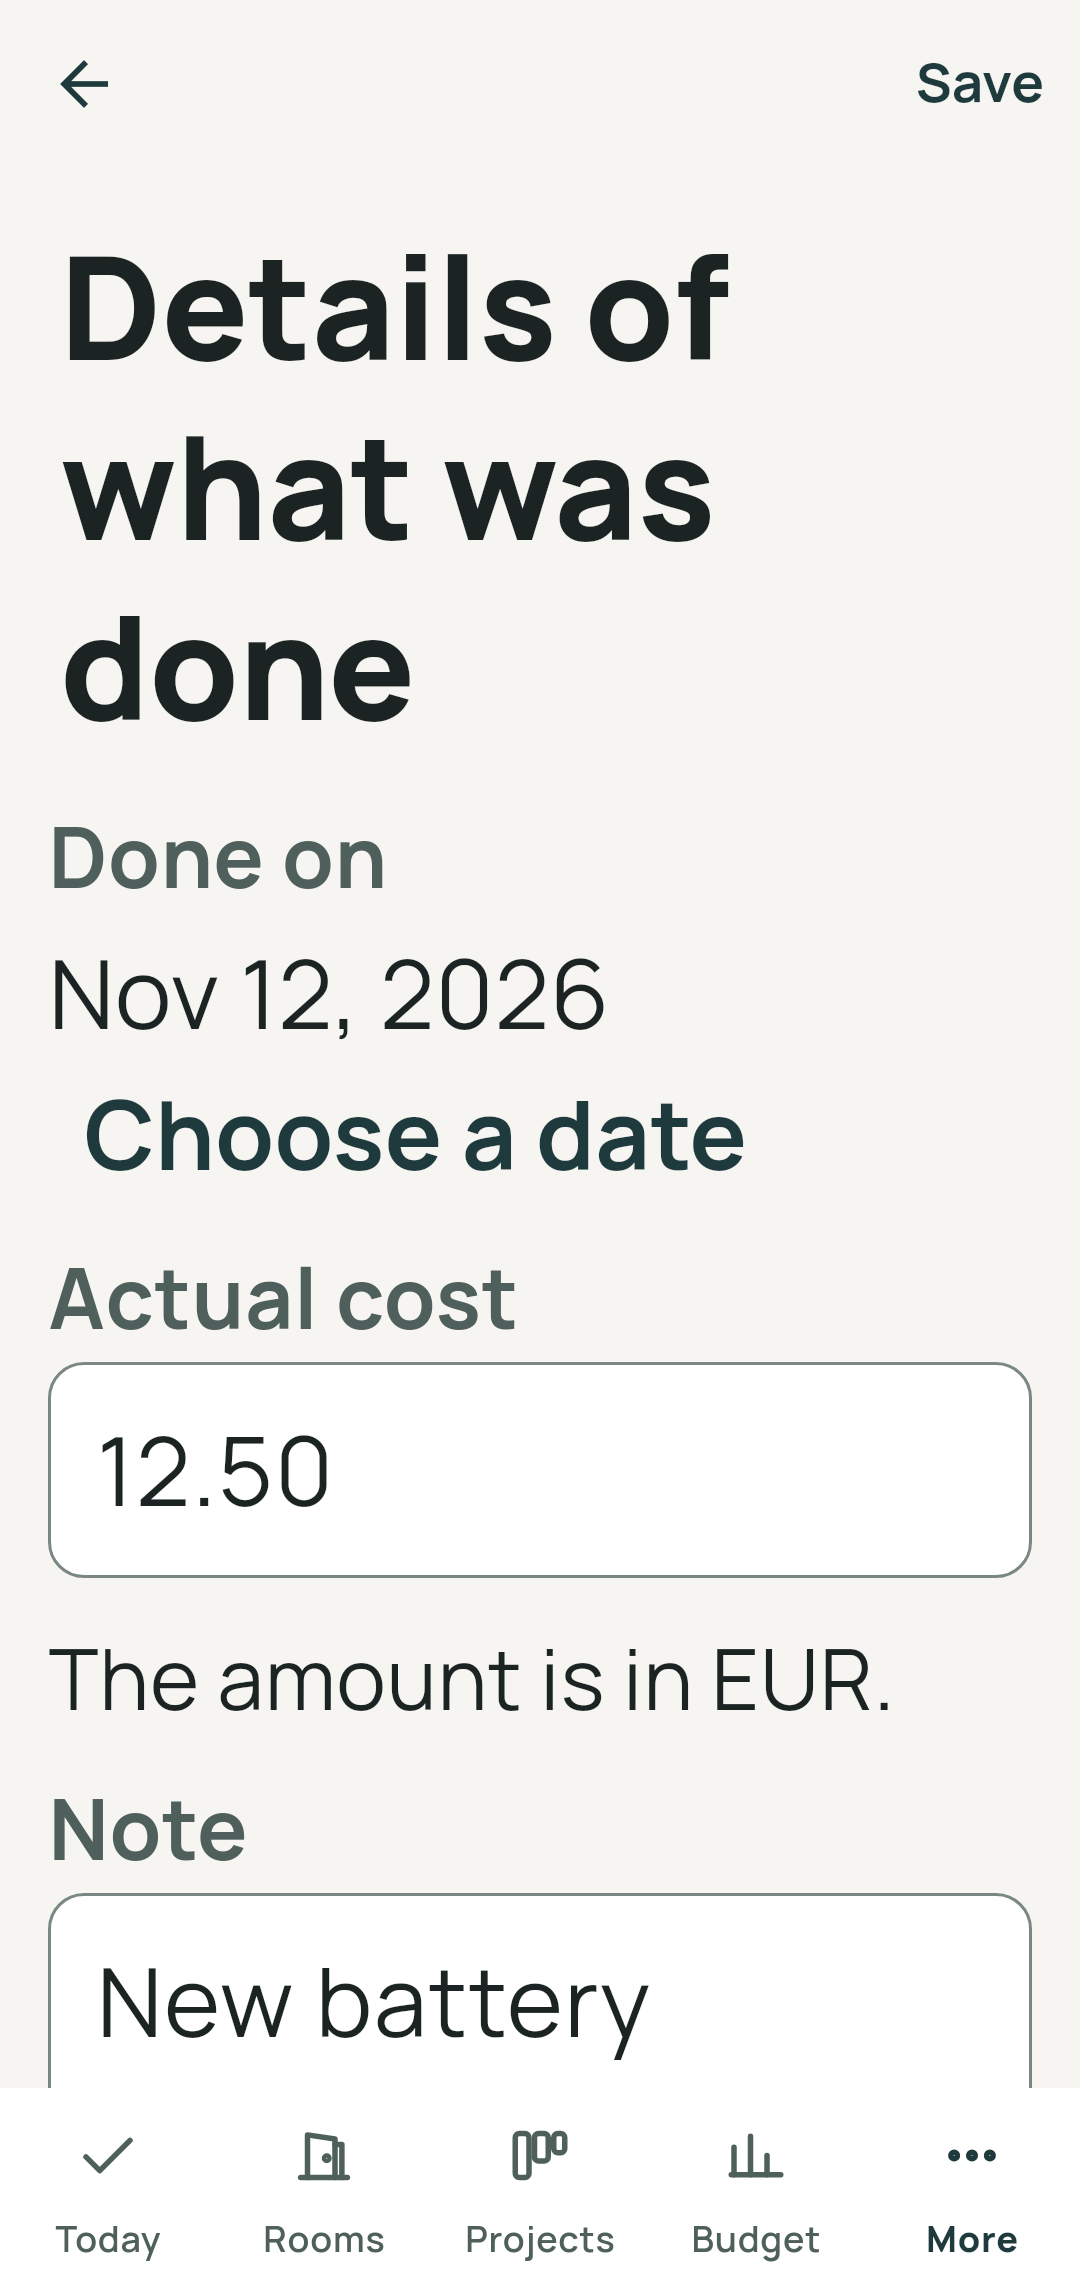 Save
Details of
what was
done
Done on
Nov 12, 2026
Choose a date
Actual cost
12.50
The amount is in EUR.
Note
New battery
Today
Rooms
Projects
Budget
More